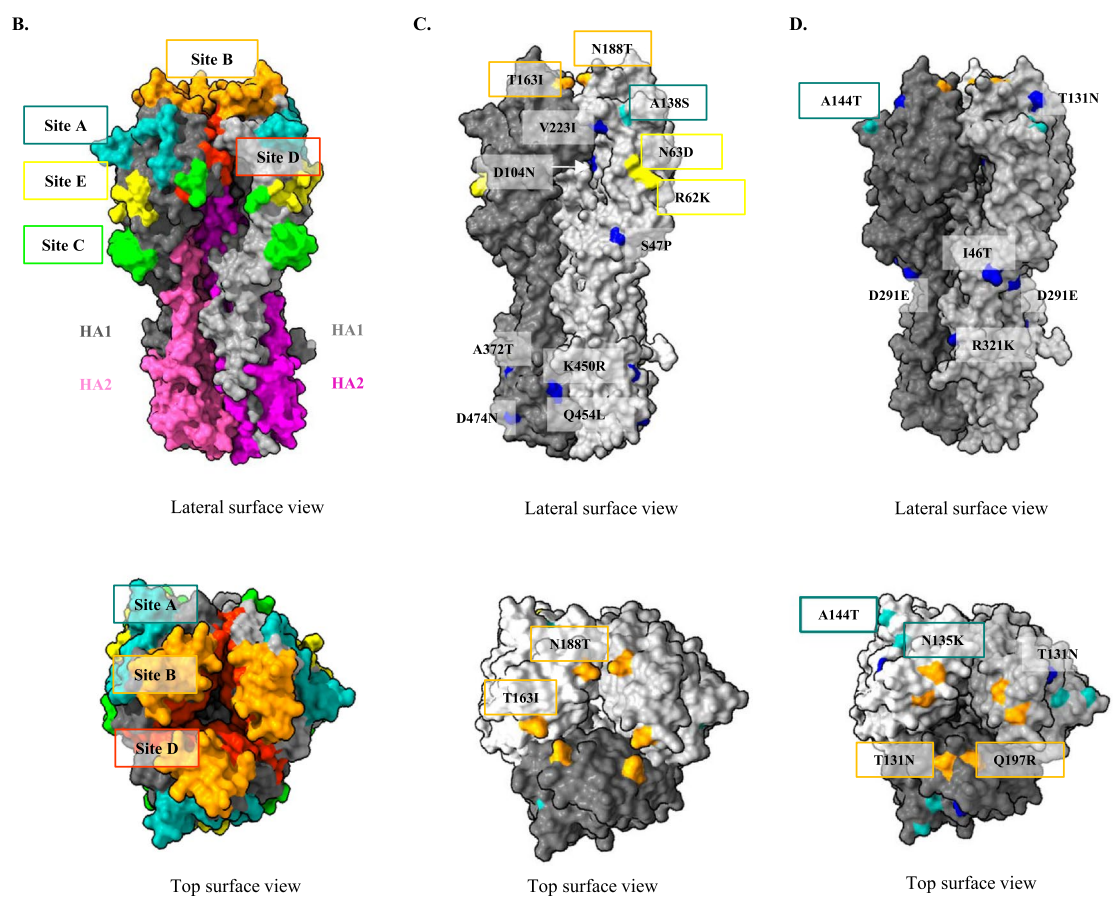 B.
C.
D.
Site B
Site A
Site D
Site E
Site C
HA1
HA1
HA2
HA2
Lateral surface view
N188T
T163I
A138S
V223I
N63D
D104N
R62K
S47P
A372T
K450R
D474N
Q454L
Lateral surface view
A144T
T131N
I46T
D291E
D291E
R321K
Lateral surface view
Site A
Site B
Site D
Top surface view
N188T
T163I
Top surface view
A144T
N135K
T131N
T131N
Q197R
Top surface view